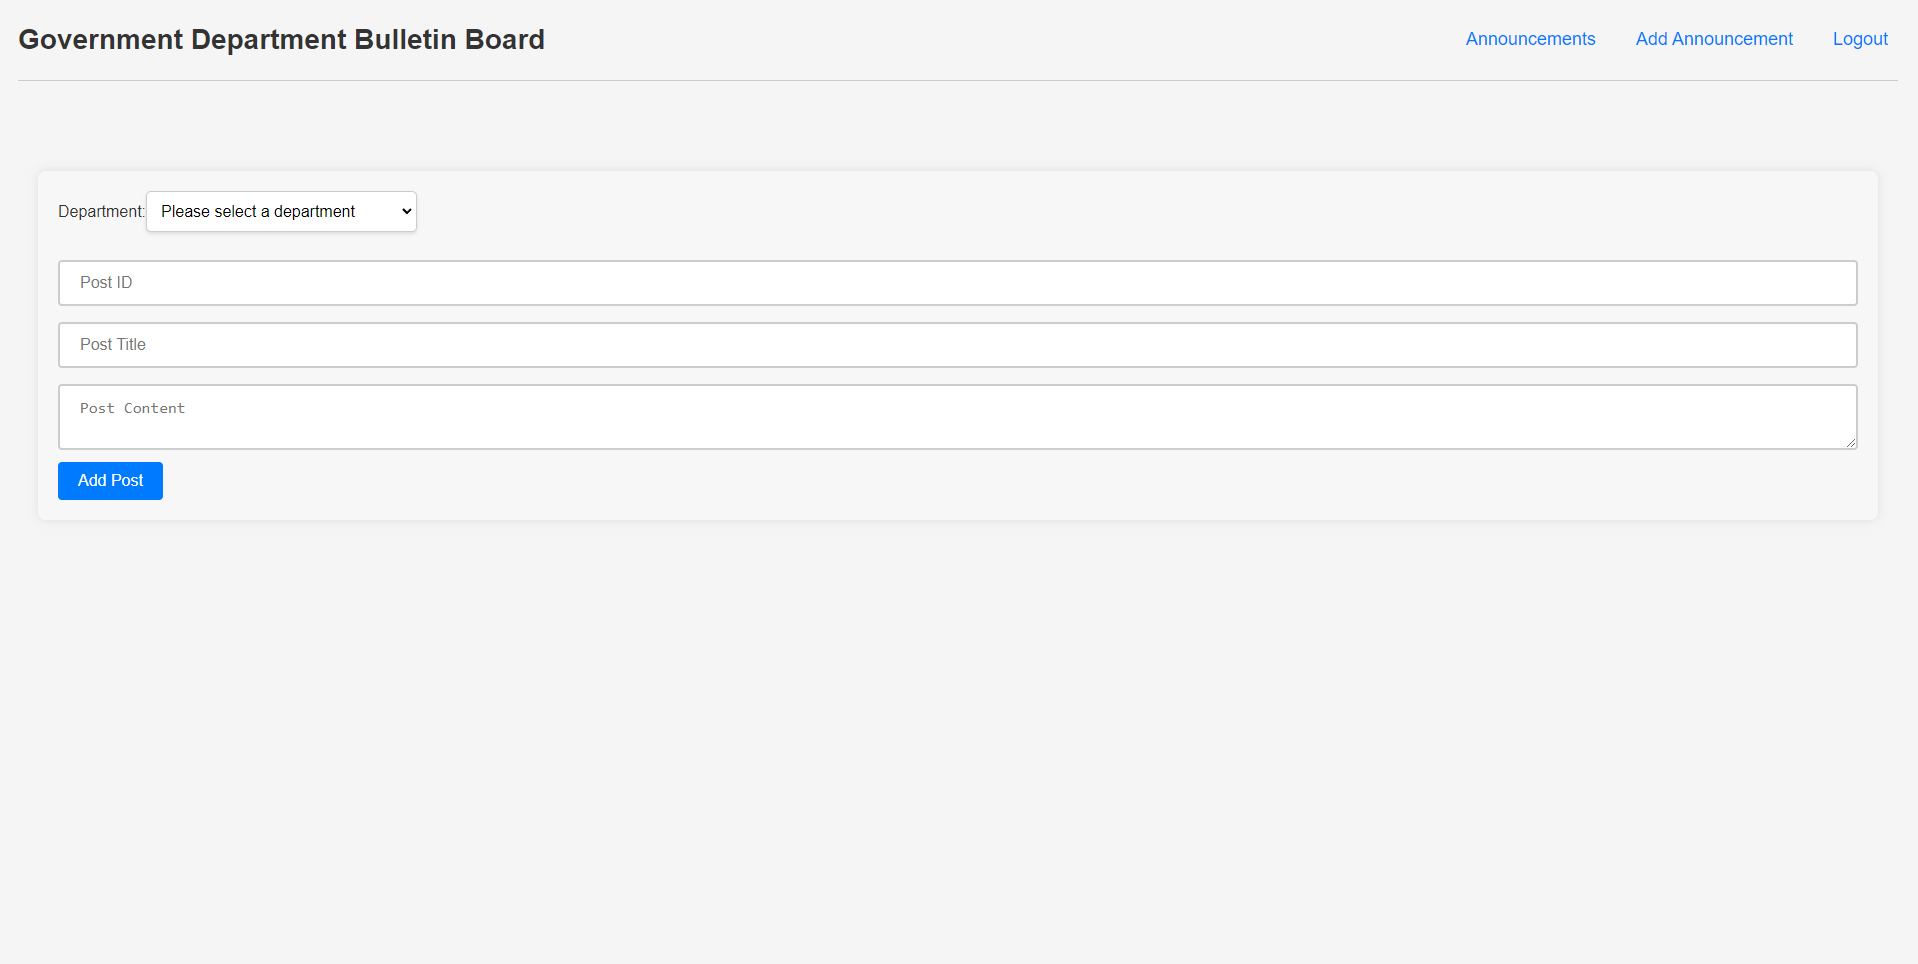 Government Department Bulletin Board
Announcements Add Announcement Logout
Department: Please select a department
Post ID
Post Title
Post Content
Add Post